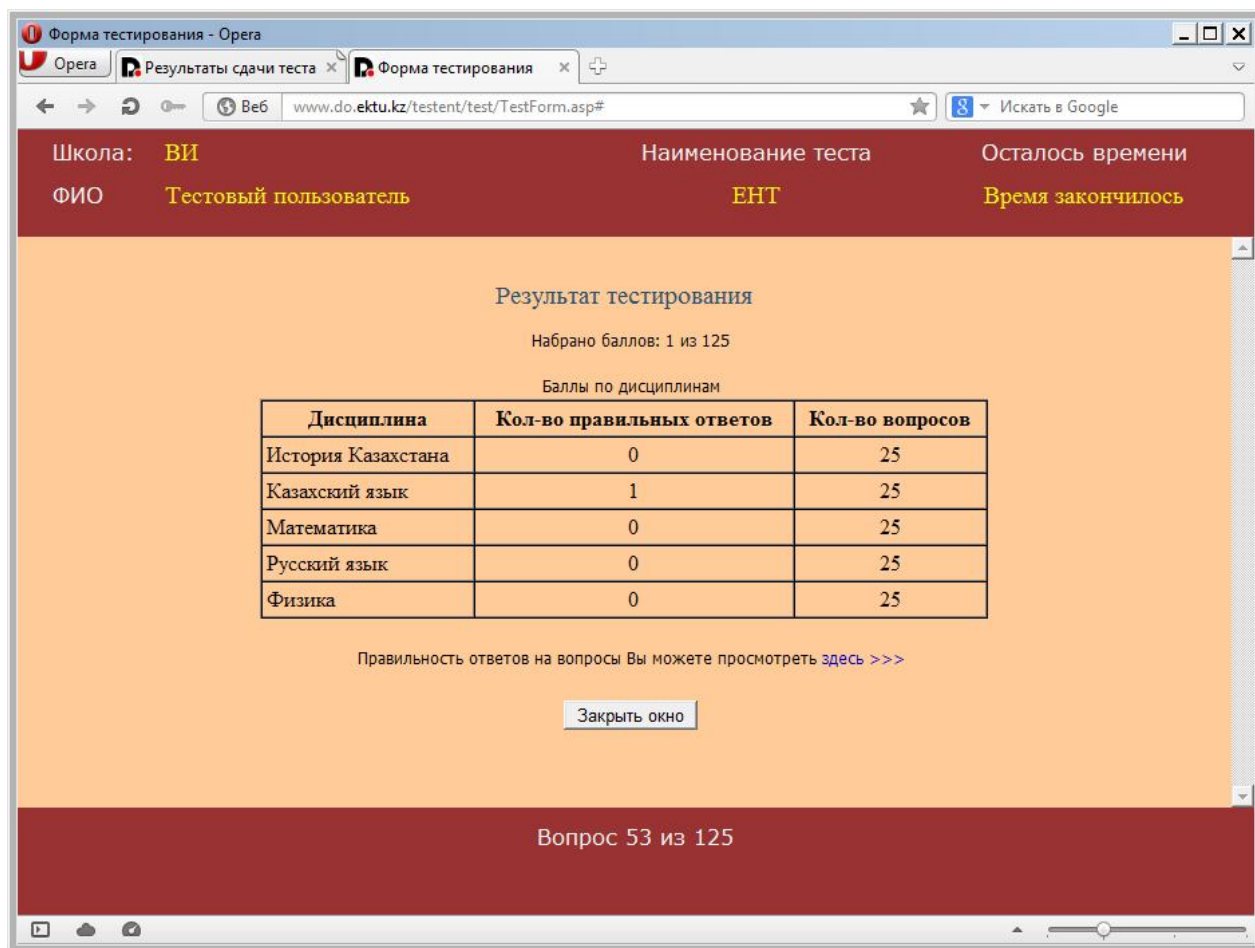 Форма тестирования - Opera
Opera Результаты сдачи теста Форма тестирования
Веб www.do.ektu.kz/testent/test/TestForm.asp# 8 Искать в Google
Школа: ВИ Наименование теста Осталось времени
ФИО Тестовый пользователь ЕНТ Время закончилось
Результат тестирования
Набрано баллов: 1 из 125
Баллы по дисциплинам
Дисциплина Кол-во правильных ответов Кол-во вопросов
История Казахстана 0 25
Казахский язык 1 25
Математика 0 25
Русский язык 0 25
Физика 0 25
Правильность ответов на вопросы Вы можете просмотреть здесь >>>
Закрыть окно
Вопрос 53 из 125